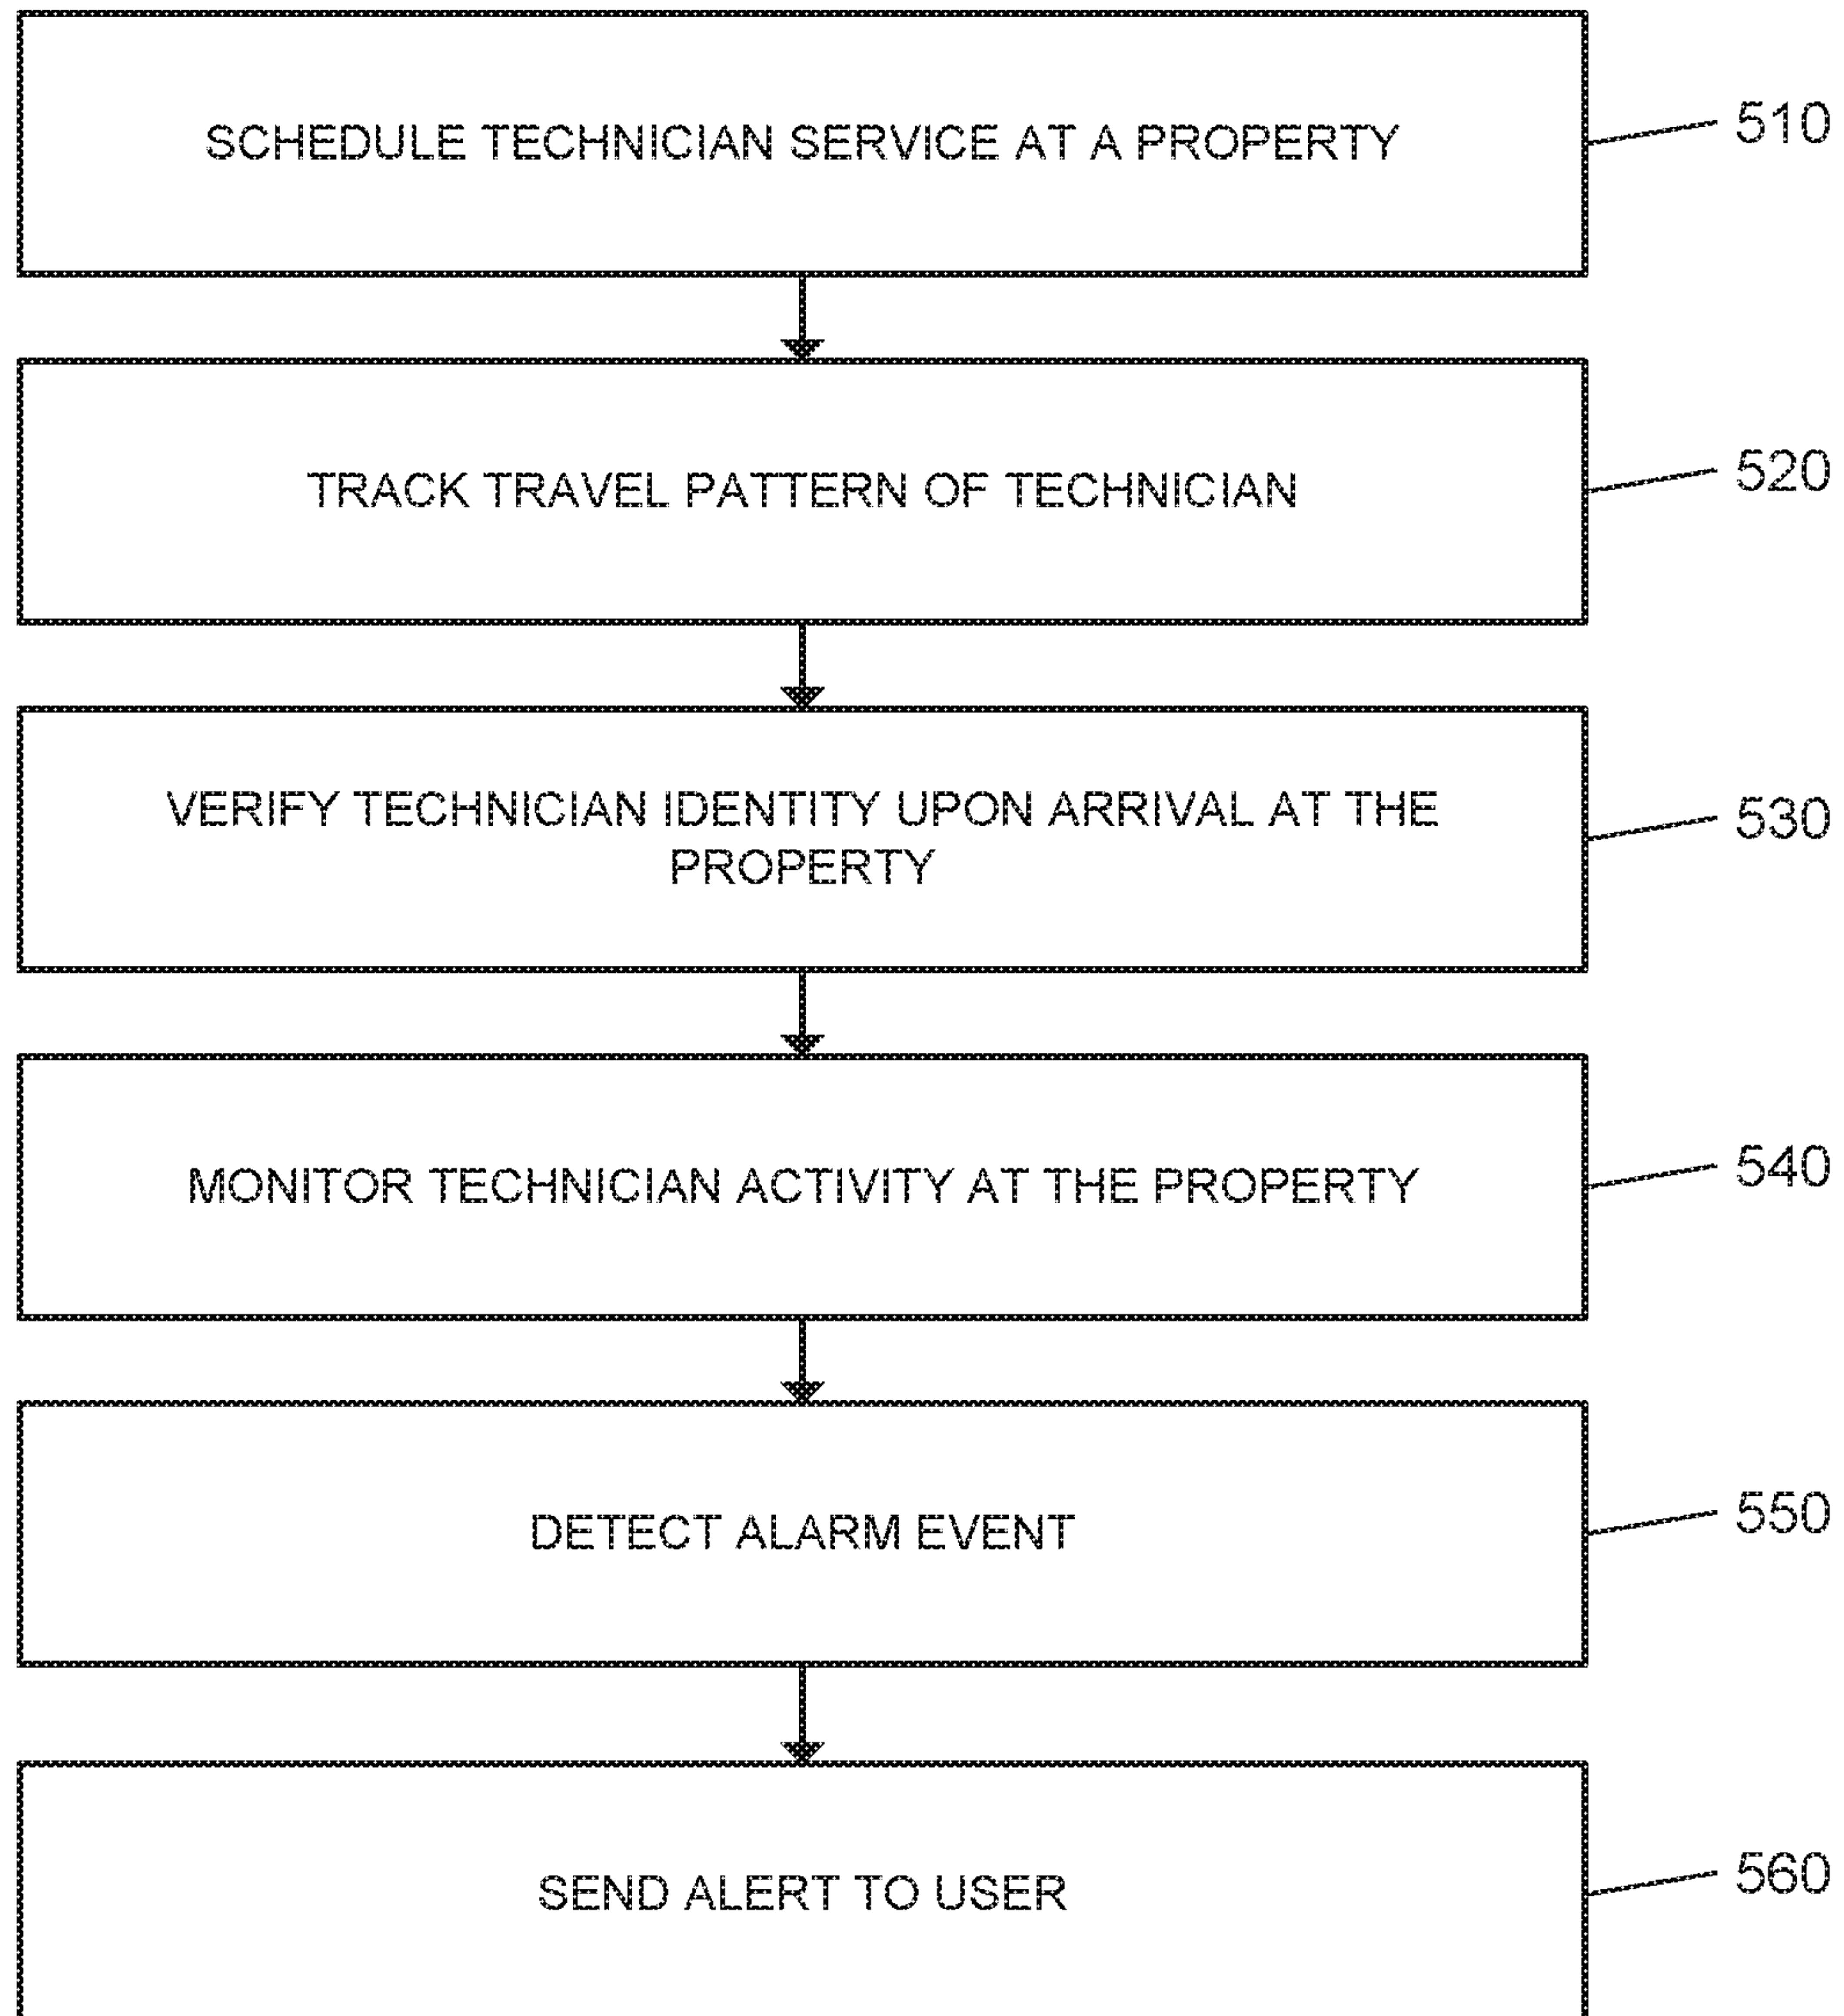 SCHEDULE TECHNICIAN SERVICE AT A PROPERTY
510
TRACK TRAVEL PATTERN OF TECHNICIAN
520
VERIFY TECHNICIAN IDENTITY UPON ARRIVAL AT THE
PROPERTY
530
MONITOR TECHNICIAN ACTIVITY AT THE PROPERTY
540
DETECT ALARM EVENT
550
SEND ALERT TO USER
560